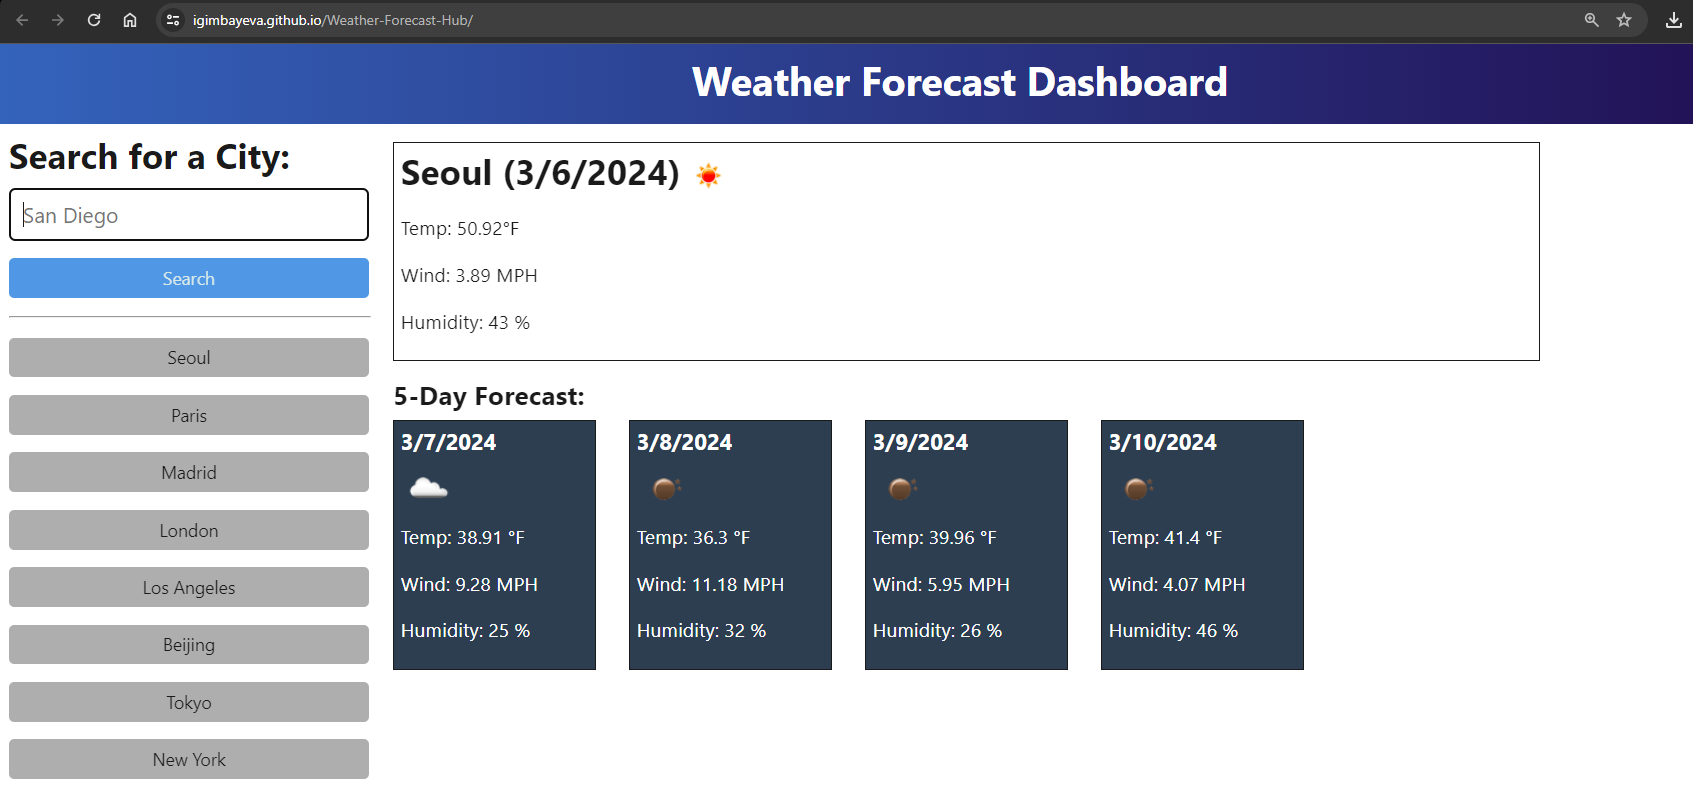 igimbayeva.github.io/Weather-Forecast-Hub/
Weather Forecast Dashboard
Search for a City:
San Diego
Search
Seoul
Paris
Madrid
London
Los Angeles
Beijing
Tokyo
New York
Seoul (3/6/2024)
Temp: 50.92°F
Wind: 3.89 MPH
Humidity: 43 %
5-Day Forecast:
3/7/2024
Temp: 38.91 °F
Wind: 9.28 MPH
Humidity: 25 %
3/8/2024
Temp: 36.3 °F
Wind: 11.18 MPH
Humidity: 32 %
3/9/2024
Temp: 39.96 °F
Wind: 5.95 MPH
Humidity: 26 %
3/10/2024
Temp: 41.4 °F
Wind: 4.07 MPH
Humidity: 46 %